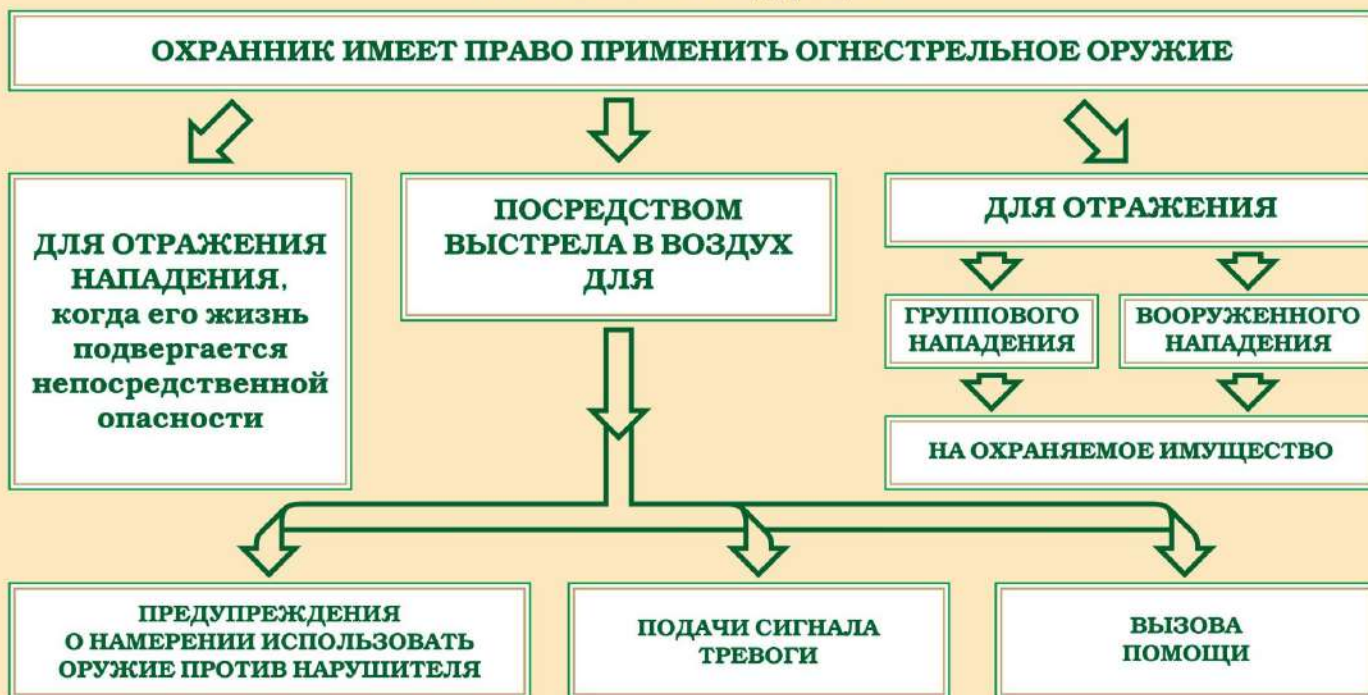 ОХРАННИК ИМЕЕТ ПРАВО ПРИМЕНИТЬ ОГНЕСТРЕЛЬНОЕ ОРУЖИЕ
ДЛЯ ОТРАЖЕНИЯ
НАПАДЕНИЯ,
когда его жизнь
подвергается
непосредственной
опасности
ПОСРЕДСТВОМ
ВЫСТРЕЛА В ВОЗДУХ
ДЛЯ
ДЛЯ ОТРАЖЕНИЯ
ГРУППОВОГО
НАПАДЕНИЯ
ВООРУЖЕННОГО
НАПАДЕНИЯ
НА ОХРАНЯЕМОЕ ИМУЩЕСТВО
ПРЕДУПРЕЖДЕНИЯ
О НАМЕРЕНИИ ИСПОЛЬЗОВАТЬ
ОРУЖИЕ ПРОТИВ НАРУШИТЕЛЯ
ПОДАЧИ СИГНАЛА
ТРЕВОГИ
ВЫЗОВА
ПОМОЩИ